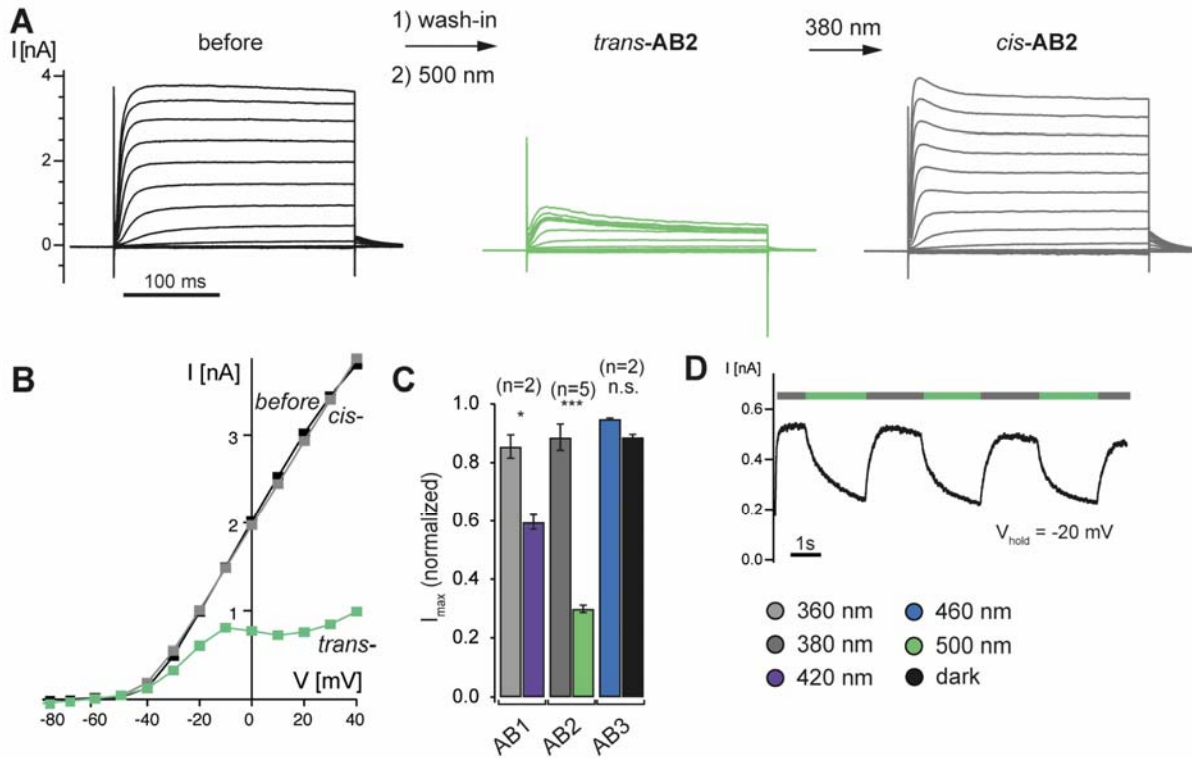 A
I [nA]
before
1) wash-in
2) 500 nm
trans-AB2
380 nm
cis-AB2
4
2
0
100 ms
B
I [nA]
before
cis-
3
2
1
trans-
V [mV]
-80
-60
-40
-20
0
20
40
C
(n=2)
(n=5)
(n=2)
*
***
n.s.
I max (normalized)
1.0
0.8
0.6
0.4
0.2
0.0
AB1
AB2
AB3
D
I [nA]
0.6
0.4
0.2
0.0
1s
V hold = -20 mV
360 nm
460 nm
380 nm
500 nm
420 nm
dark